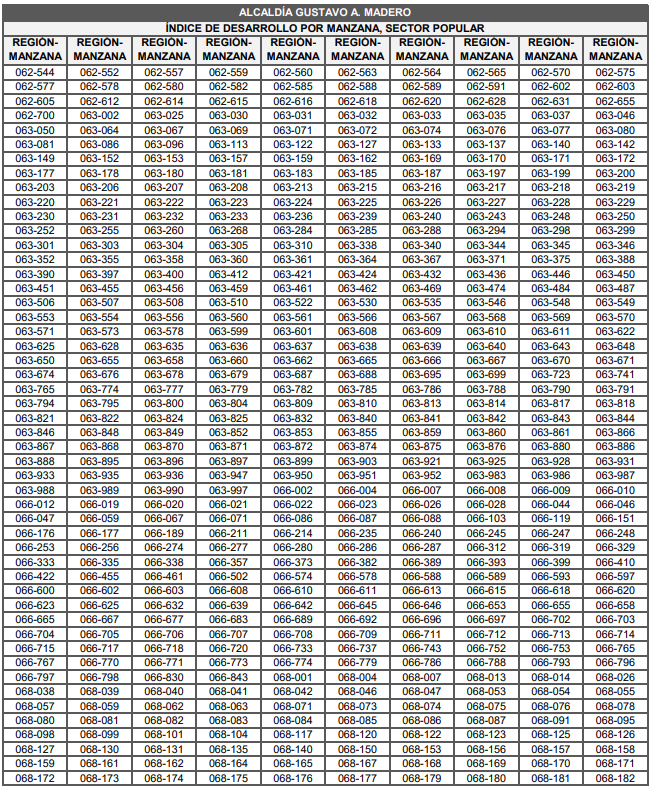 ALCALDÍA GUSTAVO A. MADERO
ÍNDICE DE DESARROLLO POR MANZANA, SECTOR POPULAR
REGIÓN- REGIÓN- REGIÓN- REGIÓN- REGIÓN- REGIÓN- REGIÓN- REGIÓN- REGIÓN- REGIÓN-
MANZANA MANZANA MANZANA MANZANA MANZANA MANZANA MANZANA MANZANA MANZANA MANZANA
062-544 062-552 062-557 062-559 062-560 062-563 062-564 062-565 062-570 062-575
062-577 062-578 062-580 062-582 062-585 062-588 062-589 062-591 062-602 062-603
062-605 062-612 062-614 062-615 062-616 062-618 062-620 062-628 062-631 062-655
062-700 063-002 063-025 063-030 063-031 063-032 063-033 063-035 063-037 063-046
063-050 063-064 063-067 063-069 063-071 063-072 063-074 063-076 063-077 063-080
063-081 063-086 063-096 063-113 063-122 063-127 063-133 063-137 063-140 063-142
063-149 063-152 063-153 063-157 063-159 063-162 063-169 063-170 063-171 063-172
063-177 063-178 063-180 063-181 063-183 063-185 063-187 063-197 063-199 063-200
063-203 063-206 063-207 063-208 063-213 063-215 063-216 063-217 063-218 063-219
063-220 063-221 063-222 063-223 063-224 063-225 063-226 063-227 063-228 063-229
063-230 063-231 063-232 063-233 063-236 063-239 063-240 063-243 063-248 063-250
063-252 063-255 063-260 063-268 063-284 063-285 063-288 063-294 063-298 063-299
063-301 063-303 063-304 063-305 063-310 063-338 063-340 063-344 063-345 063-346
063-352 063-355 063-358 063-360 063-361 063-364 063-367 063-371 063-375 063-388
063-390 063-397 063-400 063-412 063-421 063-424 063-432 063-436 063-446 063-450
063-451 063-455 063-456 063-459 063-461 063-462 063-469 063-474 063-484 063-487
063-506 063-507 063-508 063-510 063-522 063-530 063-535 063-546 063-548 063-549
063-553 063-554 063-556 063-560 063-561 063-566 063-567 063-568 063-569 063-570
063-571 063-573 063-578 063-599 063-601 063-608 063-609 063-610 063-611 063-622
063-625 063-628 063-635 063-636 063-637 063-638 063-639 063-640 063-643 063-648
063-650 063-655 063-658 063-660 063-662 063-665 063-666 063-667 063-670 063-671
063-674 063-676 063-678 063-679 063-687 063-688 063-695 063-699 063-723 063-741
063-765 063-774 063-777 063-779 063-782 063-785 063-786 063-788 063-790 063-791
063-794 063-795 063-800 063-804 063-809 063-810 063-813 063-814 063-817 063-818
063-821 063-822 063-824 063-825 063-832 063-840 063-841 063-842 063-843 063-844
063-846 063-848 063-849 063-852 063-853 063-855 063-859 063-860 063-861 063-866
063-867 063-868 063-870 063-871 063-872 063-874 063-875 063-876 063-880 063-886
063-888 063-895 063-896 063-897 063-899 063-903 063-921 063-925 063-928 063-931
063-933 063-935 063-936 063-947 063-950 063-951 063-952 063-983 063-986 063-987
063-988 063-989 063-990 063-997 066-002 066-004 066-007 066-008 066-009 066-010
066-012 066-019 066-020 066-021 066-022 066-023 066-026 066-028 066-044 066-046
066-047 066-059 066-067 066-071 066-086 066-087 066-088 066-103 066-119 066-151
066-176 066-177 066-189 066-211 066-214 066-235 066-240 066-245 066-247 066-248
066-253 066-256 066-274 066-277 066-280 066-286 066-287 066-312 066-319 066-329
066-333 066-335 066-338 066-357 066-373 066-382 066-389 066-393 066-399 066-410
066-422 066-455 066-461 066-502 066-574 066-578 066-588 066-589 066-593 066-597
066-600 066-602 066-603 066-608 066-610 066-611 066-613 066-615 066-618 066-620
066-623 066-625 066-632 066-639 066-642 066-645 066-646 066-653 066-655 066-658
066-665 066-667 066-677 066-683 066-689 066-692 066-696 066-697 066-702 066-703
066-704 066-705 066-706 066-707 066-708 066-709 066-711 066-712 066-713 066-714
066-715 066-717 066-718 066-720 066-733 066-737 066-743 066-752 066-753 066-765
066-767 066-770 066-771 066-773 066-774 066-779 066-786 066-788 066-793 066-796
066-797 066-798 066-830 066-843 068-001 068-004 068-007 068-013 068-014 068-026
068-038 068-039 068-040 068-041 068-042 068-046 068-047 068-053 068-054 068-055
068-057 068-059 068-062 068-063 068-071 068-073 068-074 068-075 068-076 068-078
068-080 068-081 068-082 068-083 068-084 068-085 068-086 068-087 068-091 068-095
068-098 068-099 068-101 068-104 068-117 068-120 068-122 068-123 068-125 068-126
068-127 068-130 068-131 068-135 068-140 068-150 068-153 068-156 068-157 068-158
068-159 068-161 068-162 068-164 068-165 068-167 068-168 068-169 068-170 068-171
068-172 068-173 068-174 068-175 068-176 068-177 068-179 068-180 068-181 068-182